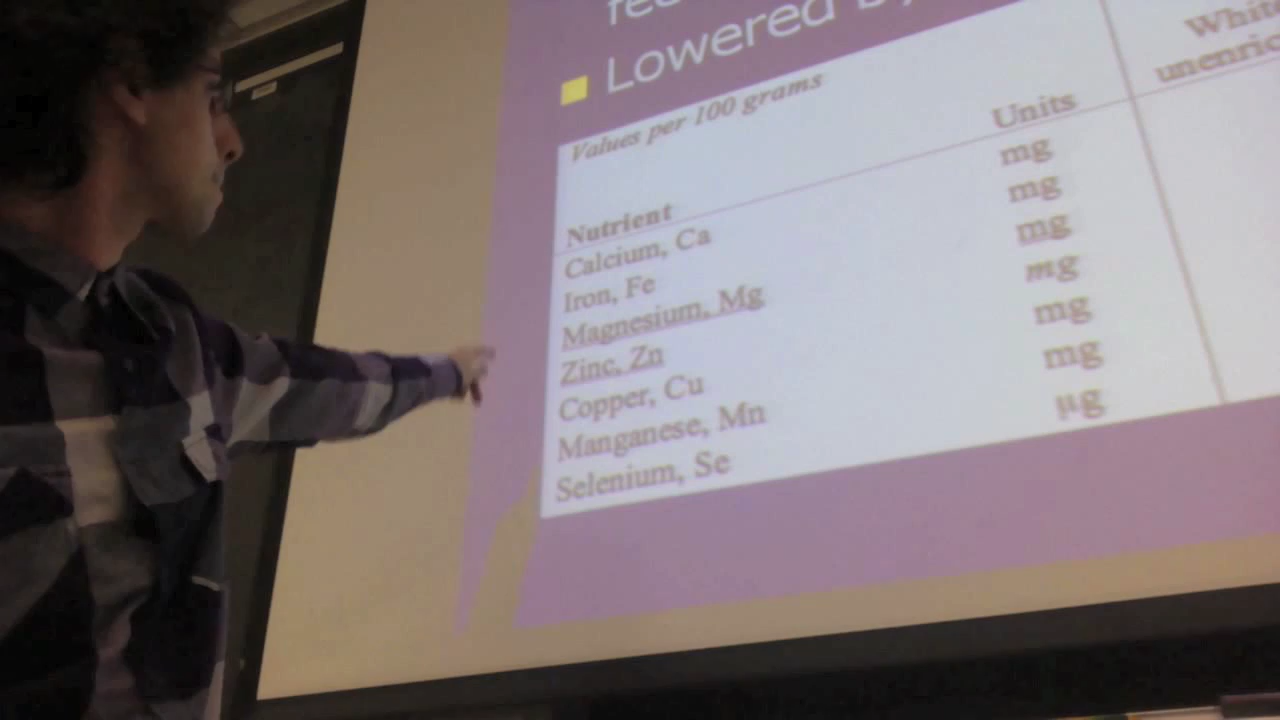 Lowered
Values per 100 grams
White
Units
Nutrient
mg
Calcium, Ca
mg
Iron, Fe
mg
Magnesium, Mg
mg
Zinc, Zn
mg
Copper, Cu
mg
Manganese, Mn
µg
Selenium, Se